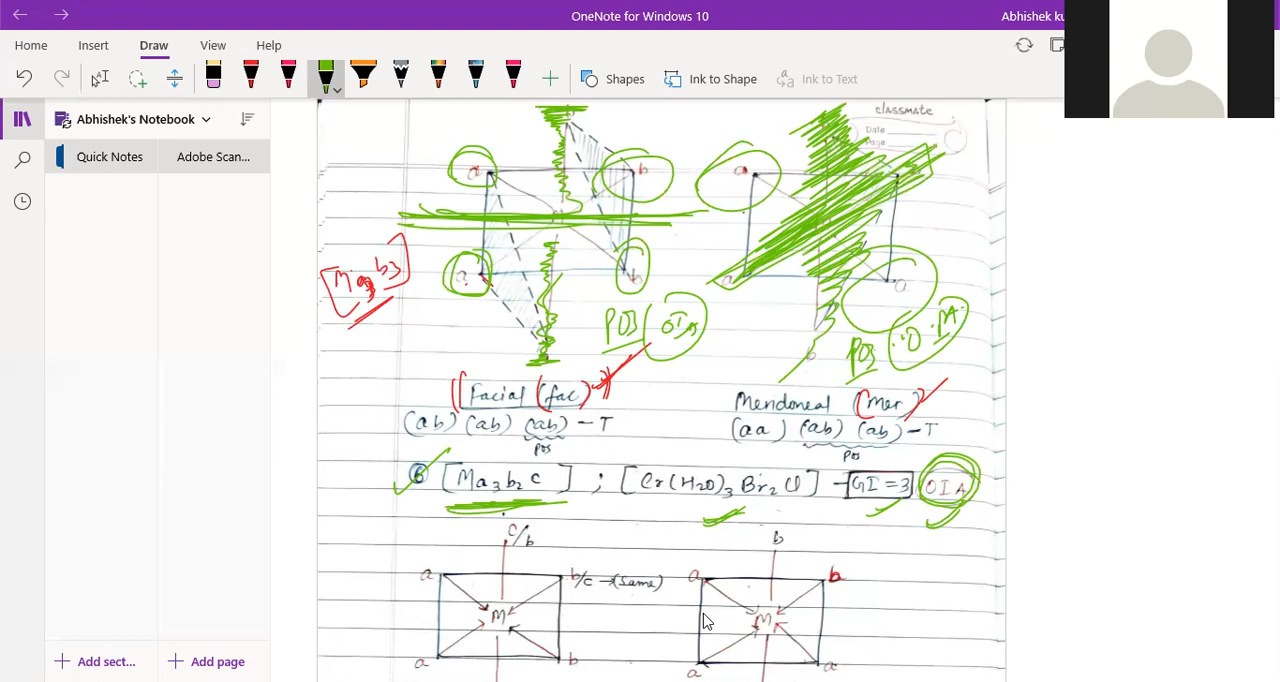 OneNote for Windows 10
Abhishek ku
Home Insert Draw View Help
Shapes Ink to Shape Ink to Text
Abhishek's Notebook
Quick Notes Adobe Scan...
classmate
Date
Page
a b a
a b a a
b
[Ma3b3]
POS OIA POS O.A
Facial (fac) Meridoneal (Mer)
(ab) (ab) (ab) - T (aa) (ab) (ab) - T
pos pos
⑥ [Ma3b2c] ; [Cr(H2O)3Br2Cl] - GI = 3 OIA
c/b b
a b/c → (Same) a b
M M
a b a a
Add sect... Add page